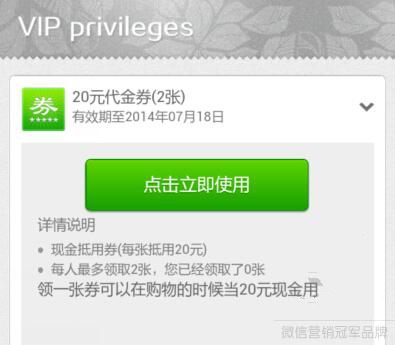 VIP privileges
券
20元代金券(2张)
有效期至2014年07月18日
点击立即使用
详情说明
现金抵用券(每张抵用20元)
每人最多领取2张，您已经领取了0张
领一张券可以在购物的时候当20元现金用
微信营销冠军品牌